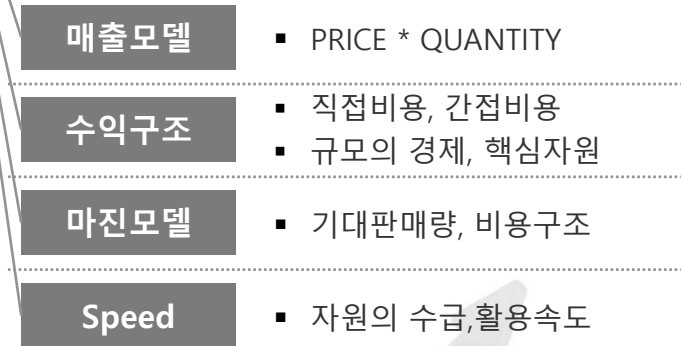 매출모델
▪ PRICE * QUANTITY
수익구조
▪ 직접비용, 간접비용
▪ 규모의 경제, 핵심자원
마진모델
▪ 기대판매량, 비용구조
Speed
▪ 자원의 수급,활용속도